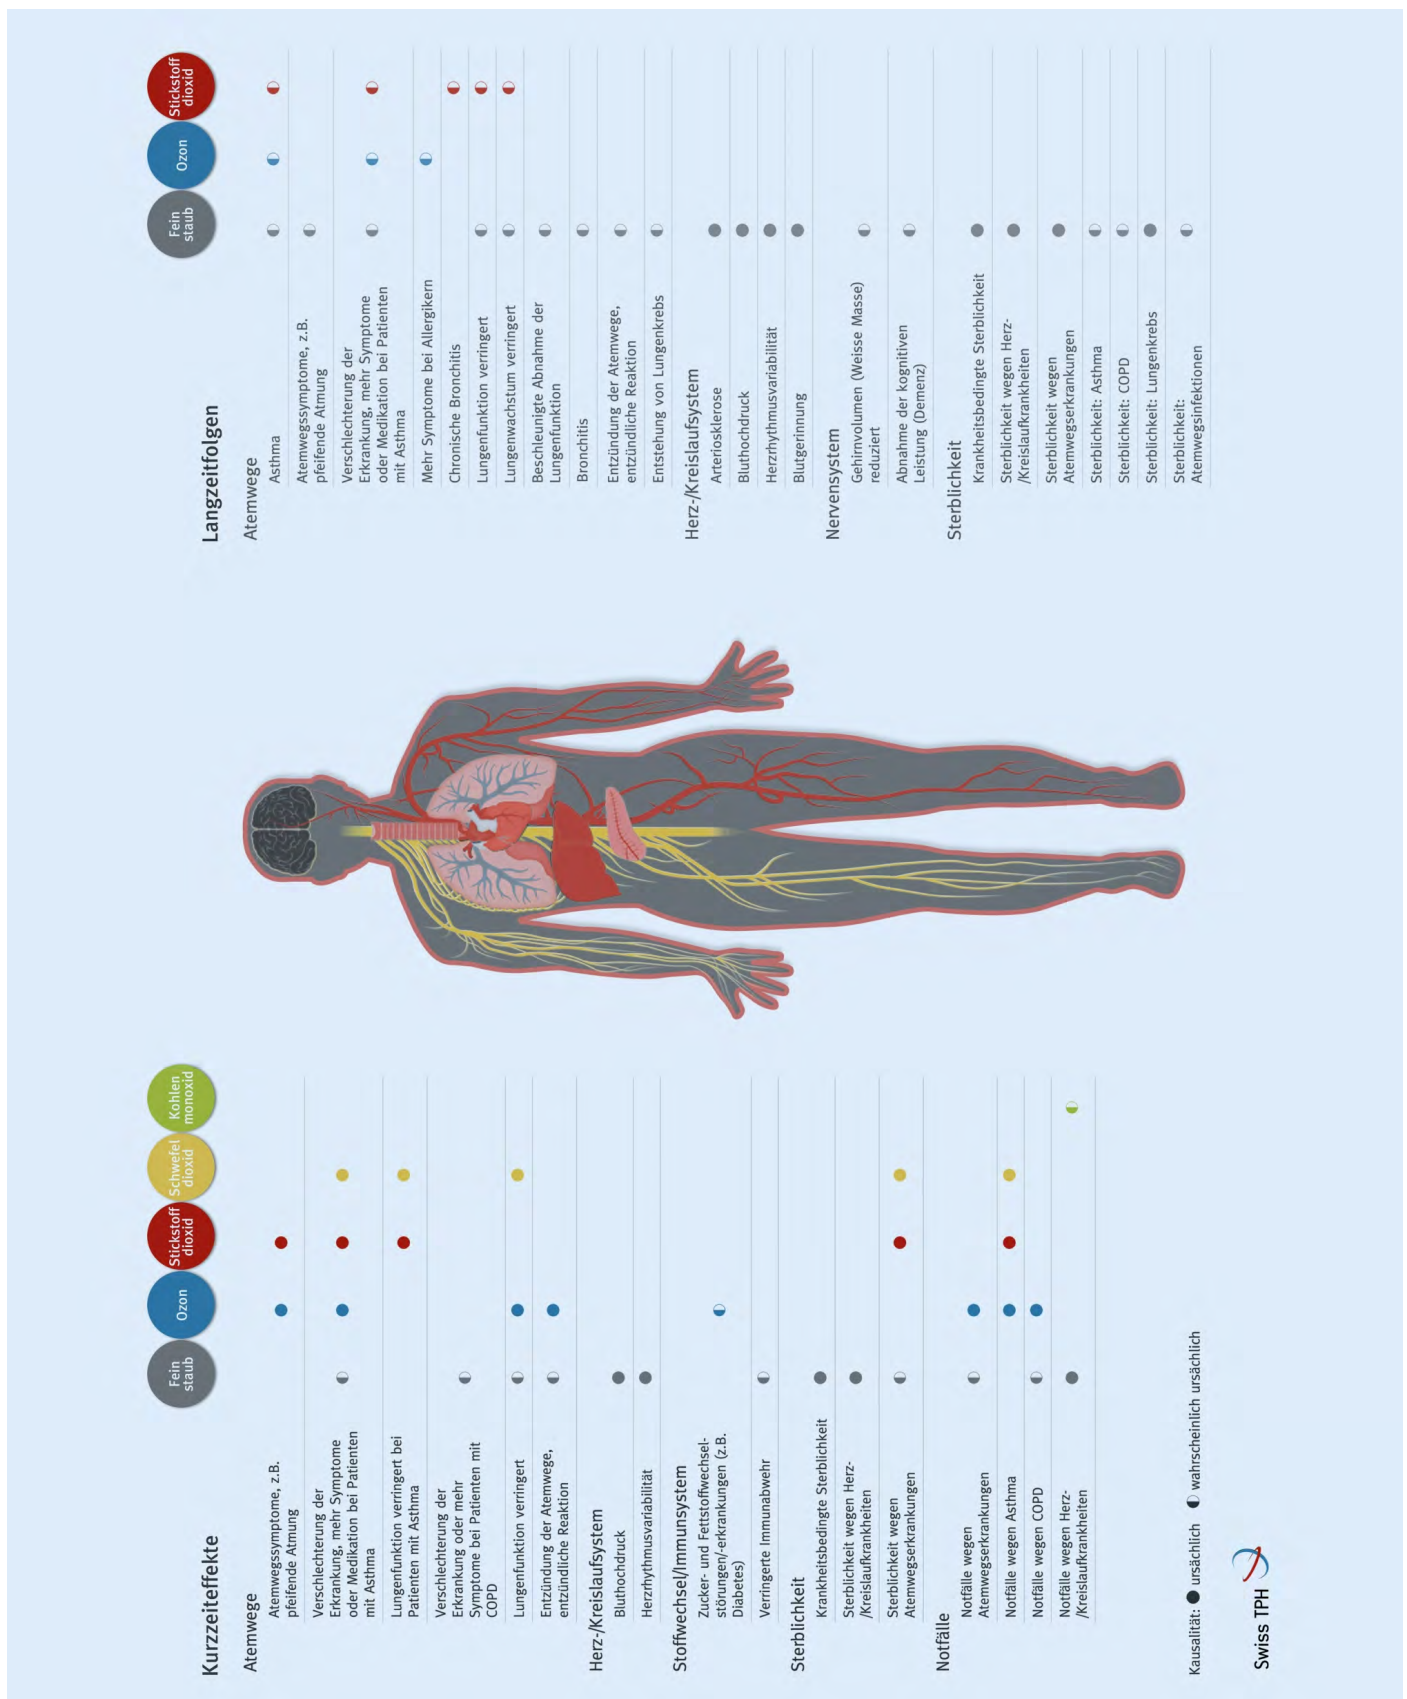 Kurzzeiteffekte
Fein
staub
Ozon
Stickstoff
dioxid
Schwefel
dioxid
Kohlen
monoxid
Atemwege
Atemwegssymptome, z.B.
pfeifende Atmung
Verschlechterung der
Erkrankung, mehr Symptome
oder Medikation bei Patienten
mit Asthma
Lungenfunktion verringert bei
Patienten mit Asthma
Verschlechterung der
Erkrankung oder mehr
Symptome bei Patienten mit
COPD
Lungenfunktion verringert
Entzündung der Atemwege,
entzündliche Reaktion
Herz-/Kreislaufsystem
Bluthochdruck
Herzrhythmusvariabilität
Stoffwechsel/Immunsystem
Zucker- und Fettstoffwechsel-
störungen/-erkrankungen (z.B.
Diabetes)
Verringerte Immunabwehr
Sterblichkeit
Krankheitsbedingte Sterblichkeit
Sterblichkeit wegen Herz-
/Kreislaufkrankheiten
Sterblichkeit wegen
Atemwegserkrankungen
Notfälle
Notfälle wegen
Atemwegserkrankungen
Notfälle wegen Asthma
Notfälle wegen COPD
Notfälle wegen Herz-
/Kreislaufkrankheiten
Langzeitfolgen
Fein
staub
Ozon
Stickstoff
dioxid
Atemwege
Asthma
Atemwegssymptome, z.B.
pfeifende Atmung
Verschlechterung der
Erkrankung, mehr Symptome
oder Medikation bei Patienten
mit Asthma
Mehr Symptome bei Allergikern
Chronische Bronchitis
Lungenfunktion verringert
Lungenwachstum verringert
Beschleunigte Abnahme der
Lungenfunktion
Bronchitis
Entzündung der Atemwege,
entzündliche Reaktion
Entstehung von Lungenkrebs
Herz-/Kreislaufsystem
Arteriosklerose
Bluthochdruck
Herzrhythmusvariabilität
Blutgerinnung
Nervensystem
Gehirnvolumen (Weisse Masse)
reduziert
Abnahme der kognitiven
Leistung (Demenz)
Sterblichkeit
Krankheitsbedingte Sterblichkeit
Sterblichkeit wegen Herz-
/Kreislaufkrankheiten
Sterblichkeit wegen
Atemwegserkrankungen
Sterblichkeit: Asthma
Sterblichkeit: COPD
Sterblichkeit: Lungenkrebs
Sterblichkeit:
Atemwegsinfektionen
Kausalität: ursächlich wahrscheinlich ursächlich
Swiss TPH